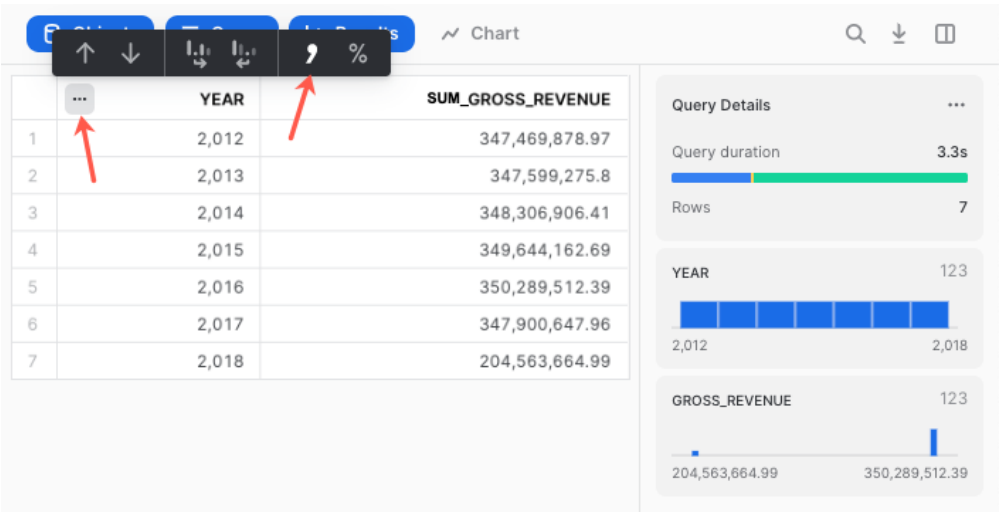 Chart
, %
... YEAR SUM_GROSS_REVENUE
1 2,012 347,469,878.97
2 2,013 347,599,275.8
3 2,014 348,306,906.41
4 2,015 349,644,162.69
5 2,016 350,289,512.39
6 2,017 347,900,647.96
7 2,018 204,563,664.99
Query Details ...
Query duration 3.3s
Rows 7
YEAR 123
2,012 2,018
GROSS_REVENUE 123
204,563,664.99 350,289,512.39